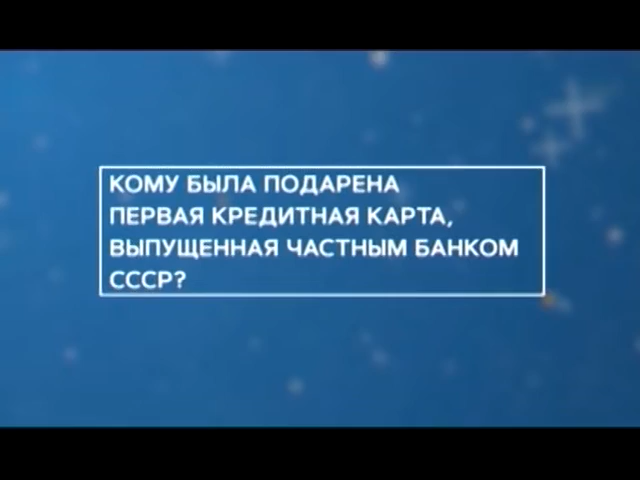 КОМУ БЫЛА ПОДАРЕНА
ПЕРВАЯ КРЕДИТНАЯ КАРТА,
ВЫПУЩЕННАЯ ЧАСТНЫМ БАНКОМ
СССР?